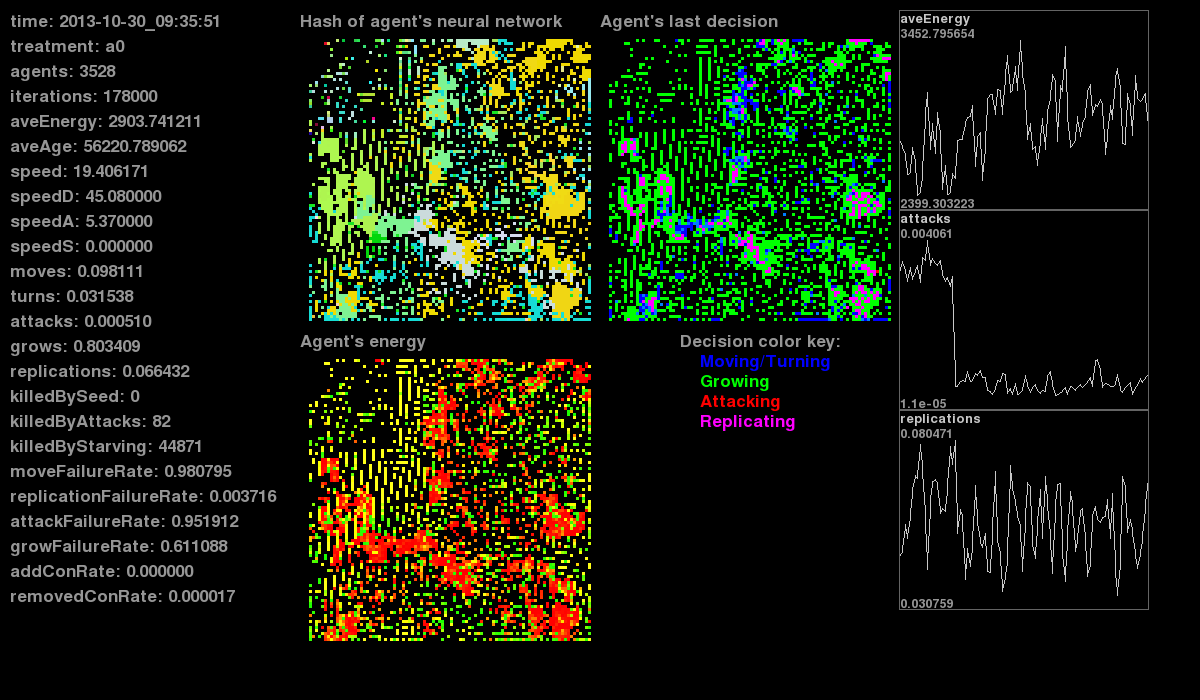 time: 2013-10-30_09:35:51
treatment: a0
agents: 3528
iterations: 178000
aveEnergy: 2903.741211
aveAge: 56220.789062
speed: 19.406171
speedD: 45.080000
speedA: 5.370000
speedS: 0.000000
moves: 0.098111
turns: 0.031538
attacks: 0.000510
grows: 0.803409
replications: 0.066432
killedBySeed: 0
killedByAttacks: 82
killedByStarving: 44871
moveFailureRate: 0.980795
replicationFailureRate: 0.003716
attackFailureRate: 0.951912
growFailureRate: 0.611088
addConRate: 0.000000
removedConRate: 0.000017
Hash of agent's neural network
Agent's last decision
Agent's energy
Decision color key:
Moving/Turning
Growing
Attacking
Replicating
aveEnergy
3452.795654
2399.303223
attacks
0.004061
1.1e-05
replications
0.080471
0.030759